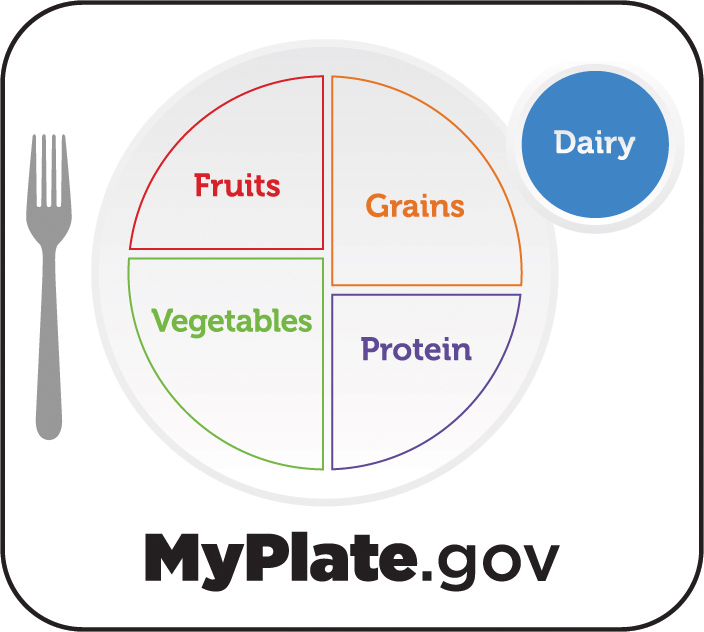 Dairy
Fruits
Grains
Vegetables
Protein
MyPlate.gov